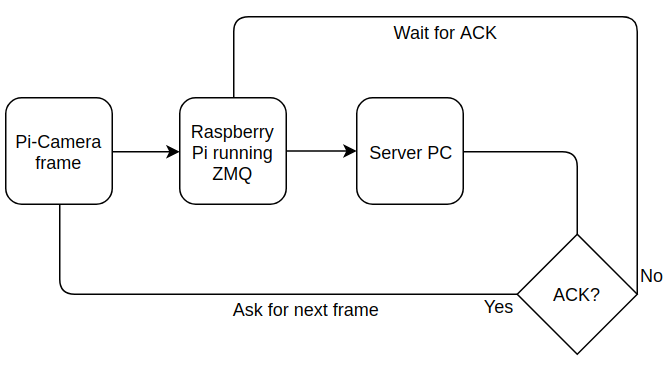 Wait for ACK
Pi-Camera
frame
Raspberry
Pi running
ZMQ
Server PC
ACK?
No
Yes
Ask for next frame